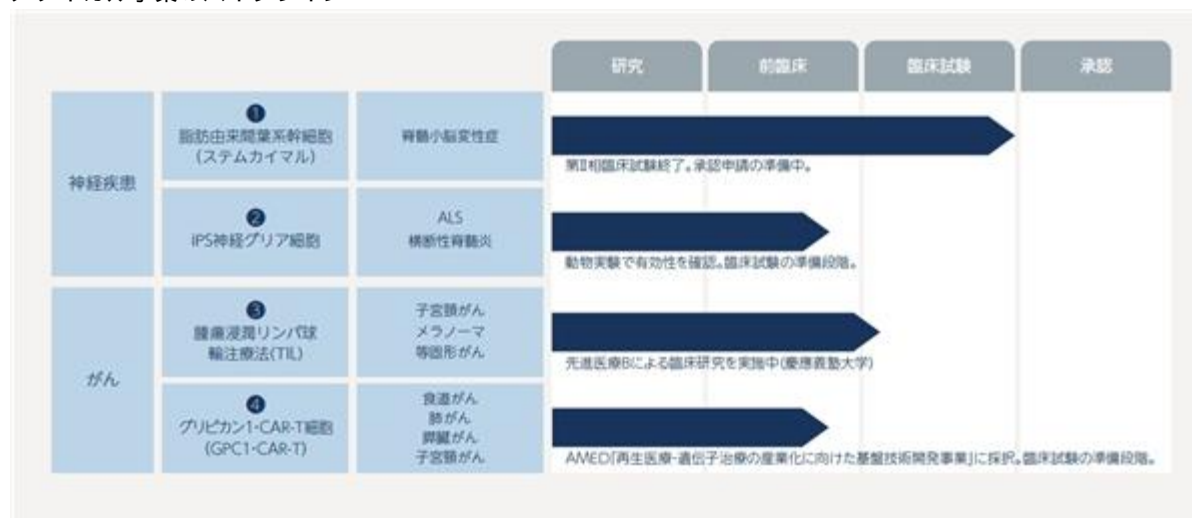 研究 前臨床 臨床試験 承認
神経疾患
1
脂肪由来間葉系幹細胞
(ステムカイマル)
脊髄小脳変性症
第Ⅱ相臨床試験終了。承認申請の準備中。
2
iPS神経グリア細胞
ALS
横断性脊髄炎
動物実験で有効性を確認。臨床試験の準備段階。
がん
3
腫瘍浸潤リンパ球
輸注療法(TIL)
子宮頸がん
メラノーマ
等固形がん
先進医療Bによる臨床研究を実施中(慶應義塾大学)
4
グリピカン1-CAR-T細胞
(GPC1-CAR-T)
食道がん
肺がん
膵臓がん
子宮頸がん
AMED「再生医療・遺伝子治療の産業化に向けた基盤技術開発事業」に採択。臨床試験の準備段階。